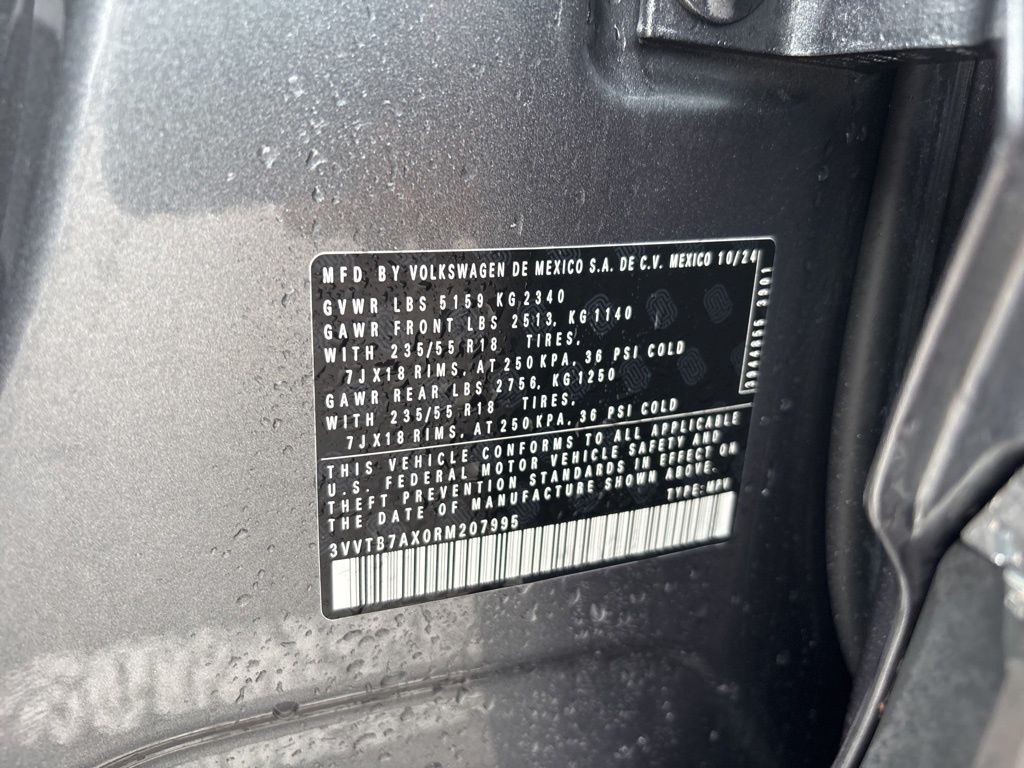 MFD. BY VOLKSWAGEN DE MEXICO S.A. DE C.V. MEXICO 10/24
GVWR LBS 5159 KG 2340
GAWR FRONT LBS 2513, KG 1140
WITH 235/55 R18 TIRES,
7JX18 RIMS, AT 250 KPA, 36 PSI COLD
GAWR REAR LBS 2756, KG 1250
WITH 235/55 R18 TIRES,
7JX18 RIMS, AT 250 KPA, 36 PSI COLD
THIS VEHICLE CONFORMS TO ALL APPLICABLE
U.S. FEDERAL MOTOR VEHICLE SAFETY AND
THEFT PREVENTION STANDARDS IN EFFECT ON
THE DATE OF MANUFACTURE SHOWN ABOVE.
TYPE: MPV
3VVTB7AX0RM207995